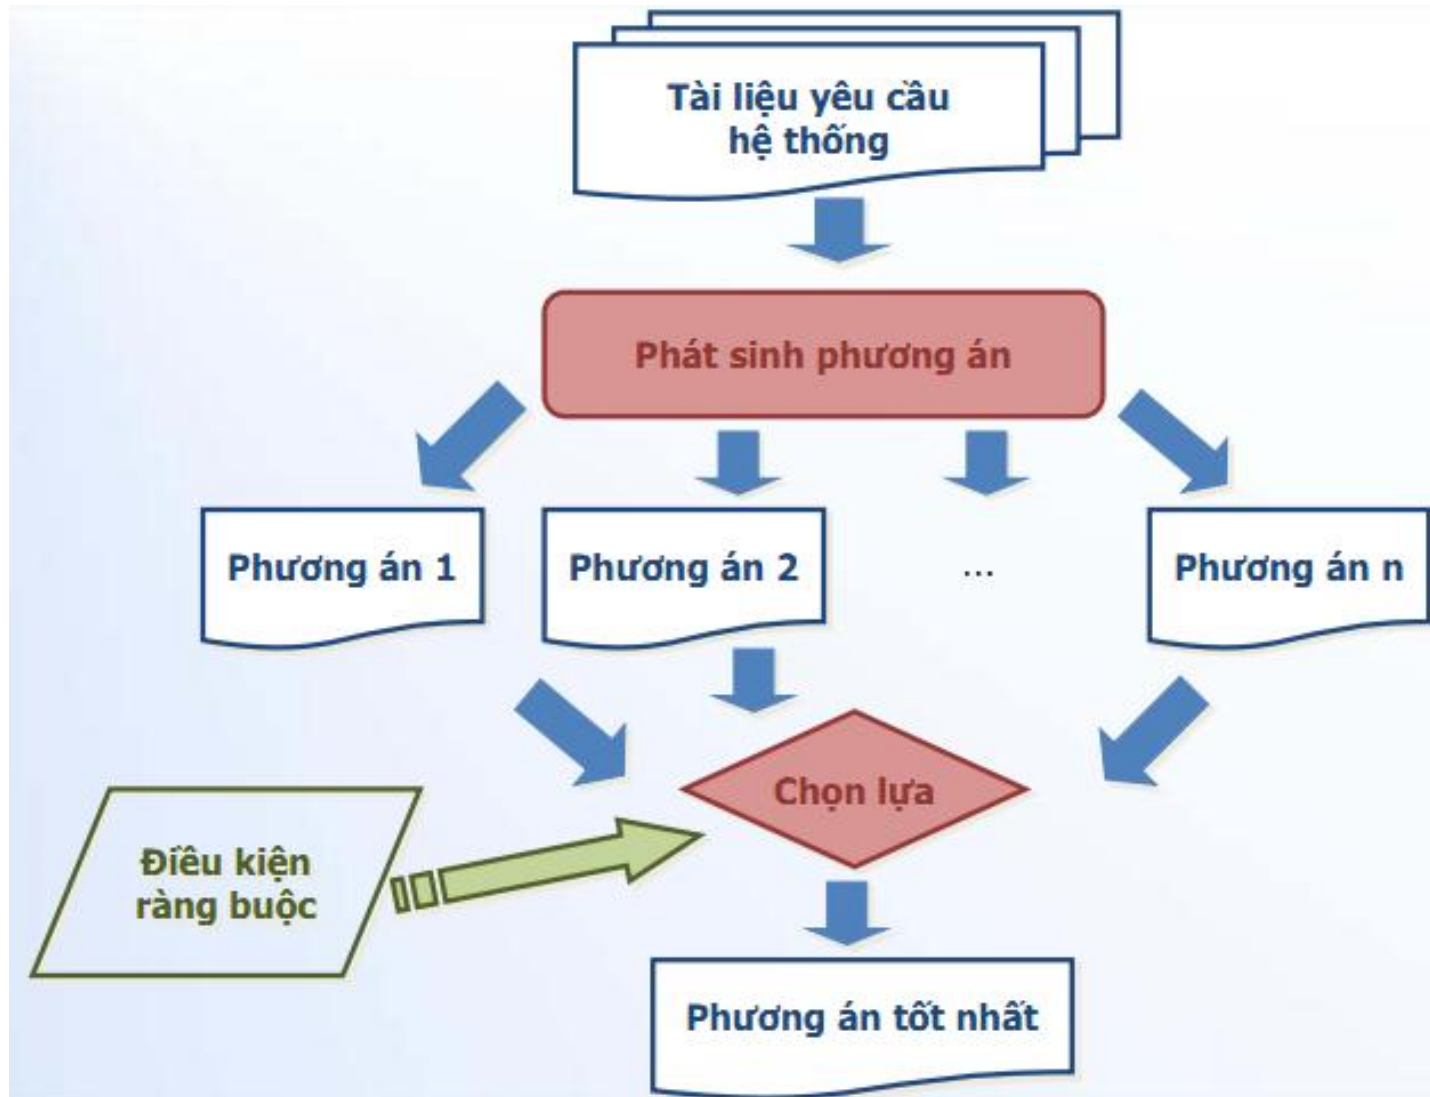 Tài liệu yêu cầu
hệ thống
Phát sinh phương án
Phương án 1
Phương án 2
...
Phương án n
Chọn lựa
Điều kiện
ràng buộc
Phương án tốt nhất